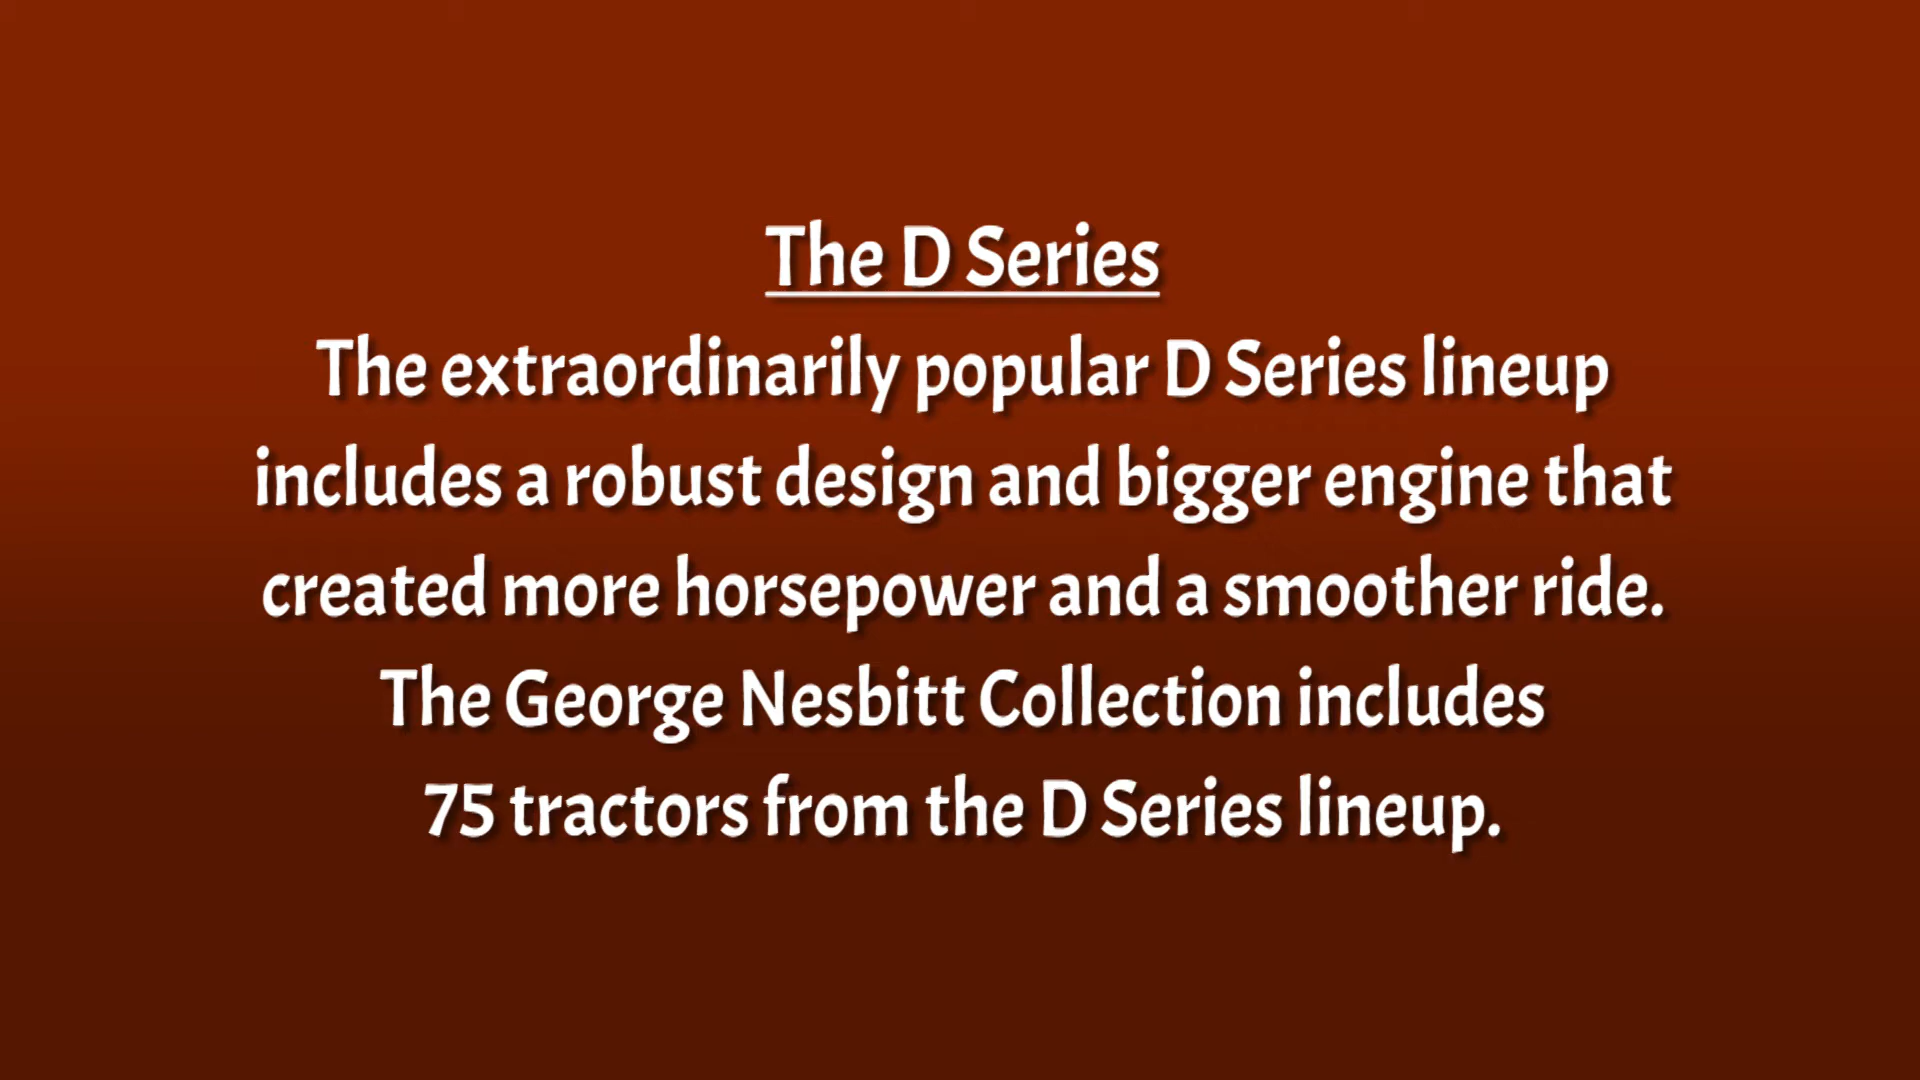 The D Series
The extraordinarily popular D Series lineup
includes a robust design and bigger engine that
created more horsepower and a smoother ride.
The George Nesbitt Collection includes
75 tractors from the D Series lineup.